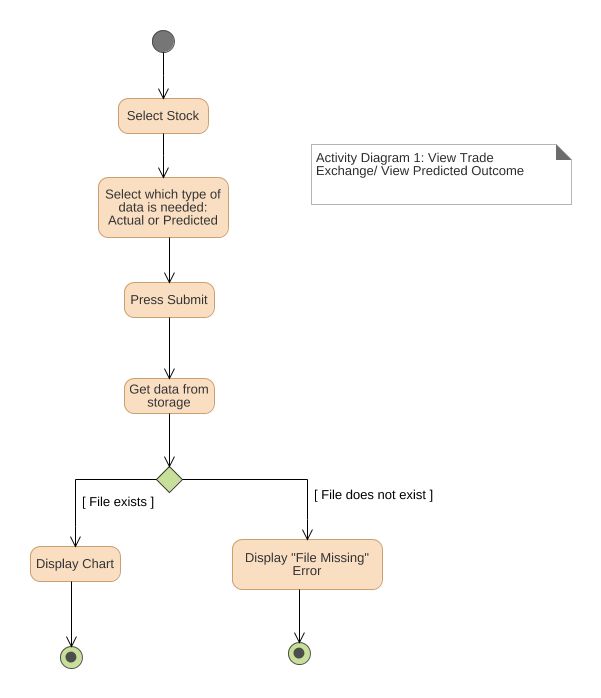 Select Stock
Activity Diagram 1: View Trade
Exchange/ View Predicted Outcome
Select which type of
data is needed:
Actual or Predicted
Press Submit
Get data from
storage
[ File exists ]
[ File does not exist ]
Display Chart
Display "File Missing"
Error